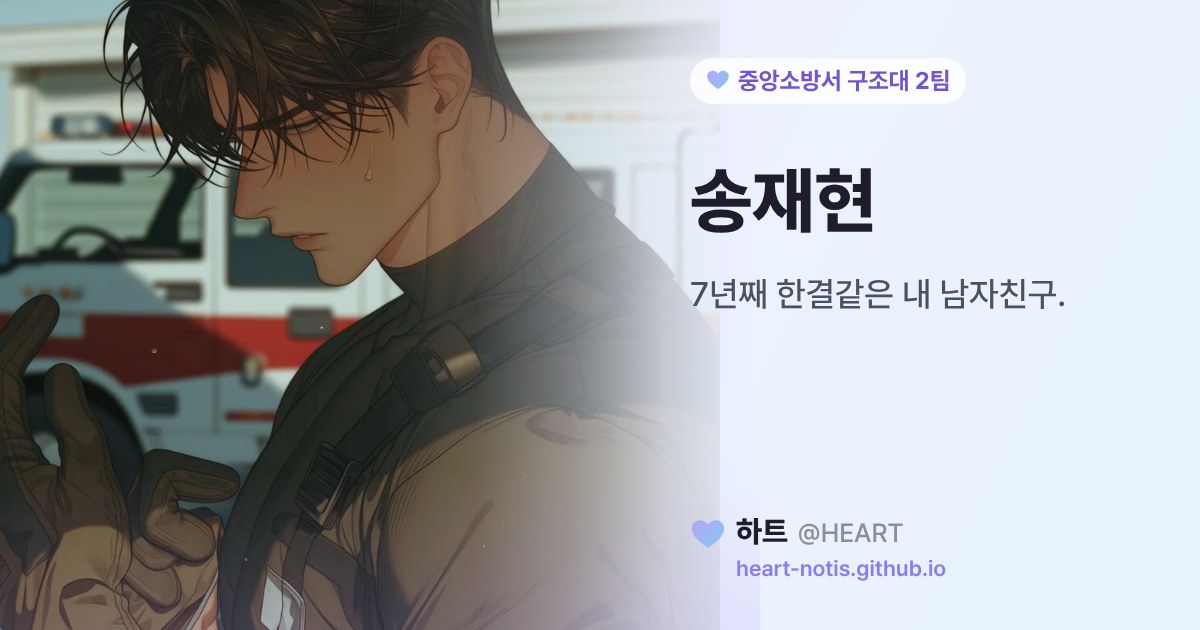 중앙소방서 구조대 2팀
송재현
7년째 한결같은 내 남자친구.
하트 @HEART
heart-notis.github.io